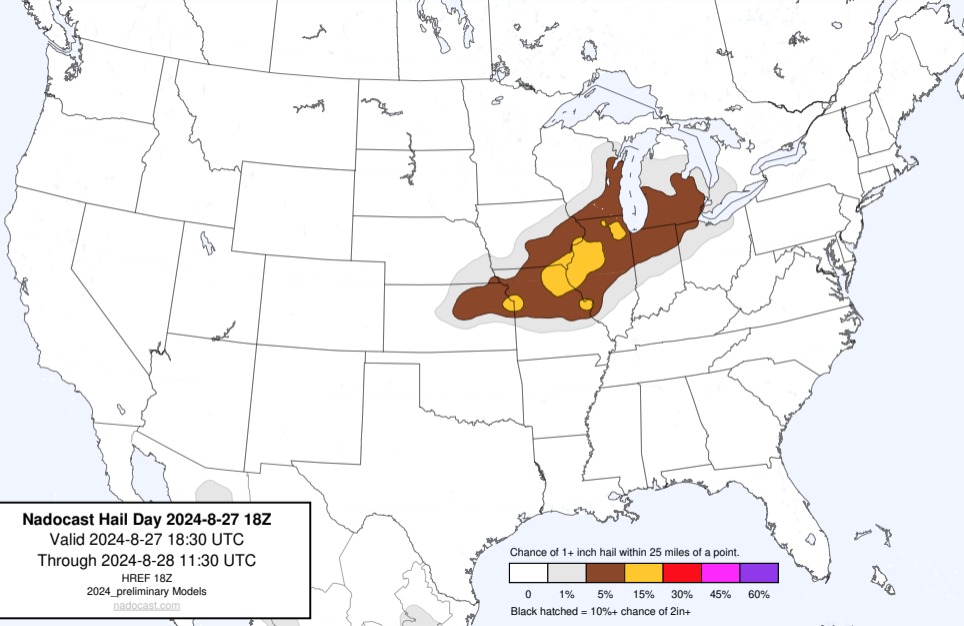 Nadocast Hail Day 2024-8-27 18Z
Valid 2024-8-27 18:30 UTC
Through 2024-8-28 11:30 UTC
HREF 18Z
2024_preliminary Models
nadocast.com
Chance of 1+ inch hail within 25 miles of a point.
0 1% 5% 15% 30% 45% 60%
Black hatched = 10%+ chance of 2in+